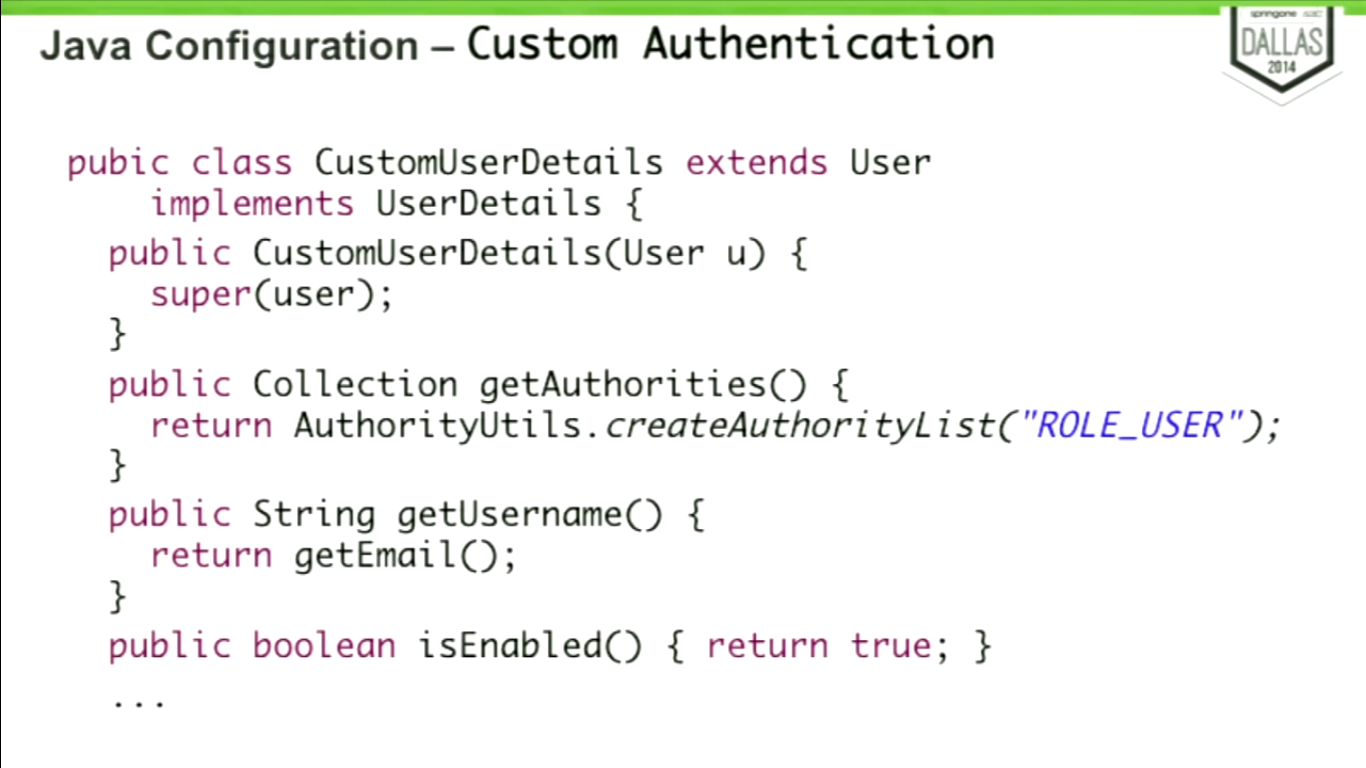 Java Configuration – Custom Authentication
springone 2GX
DALLAS
2014
pubic class CustomUserDetails extends User
implements UserDetails {
public CustomUserDetails(User u) {
super(user);
}
public Collection getAuthorities() {
return AuthorityUtils.createAuthorityList("ROLE_USER");
}
public String getUsername() {
return getEmail();
}
public boolean isEnabled() { return true; }
...